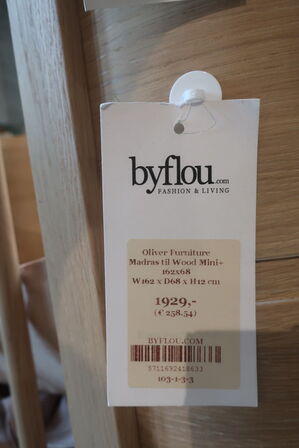 byflou.com
FASHION & LIVING
Oliver Furniture
Madras til Wood Mini+
162x68
W162 x D68 x H12 cm
1929,-
(€ 258.54)
BYFLOU.COM
5711692418633
103-1-3-3